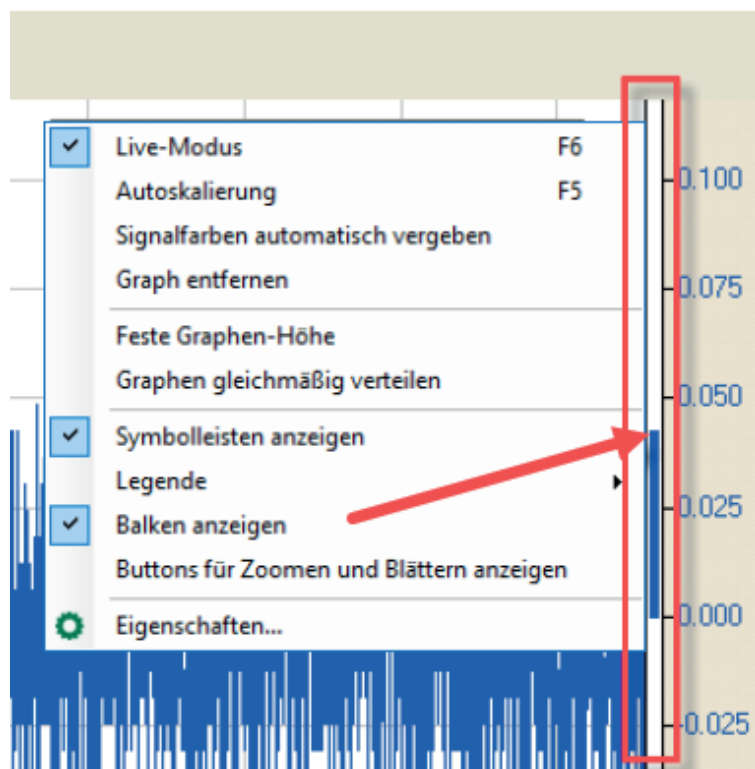 Live-Modus F6
Autoskalierung F5
Signalfarben automatisch vergeben
Graph entfernen
Feste Graphen-Höhe
Graphen gleichmäßig verteilen
Symbolleisten anzeigen
Legende
Balken anzeigen
Buttons für Zoomen und Blättern anzeigen
Eigenschaften...
0.100
0.075
0.050
0.025
0.000
-0.025